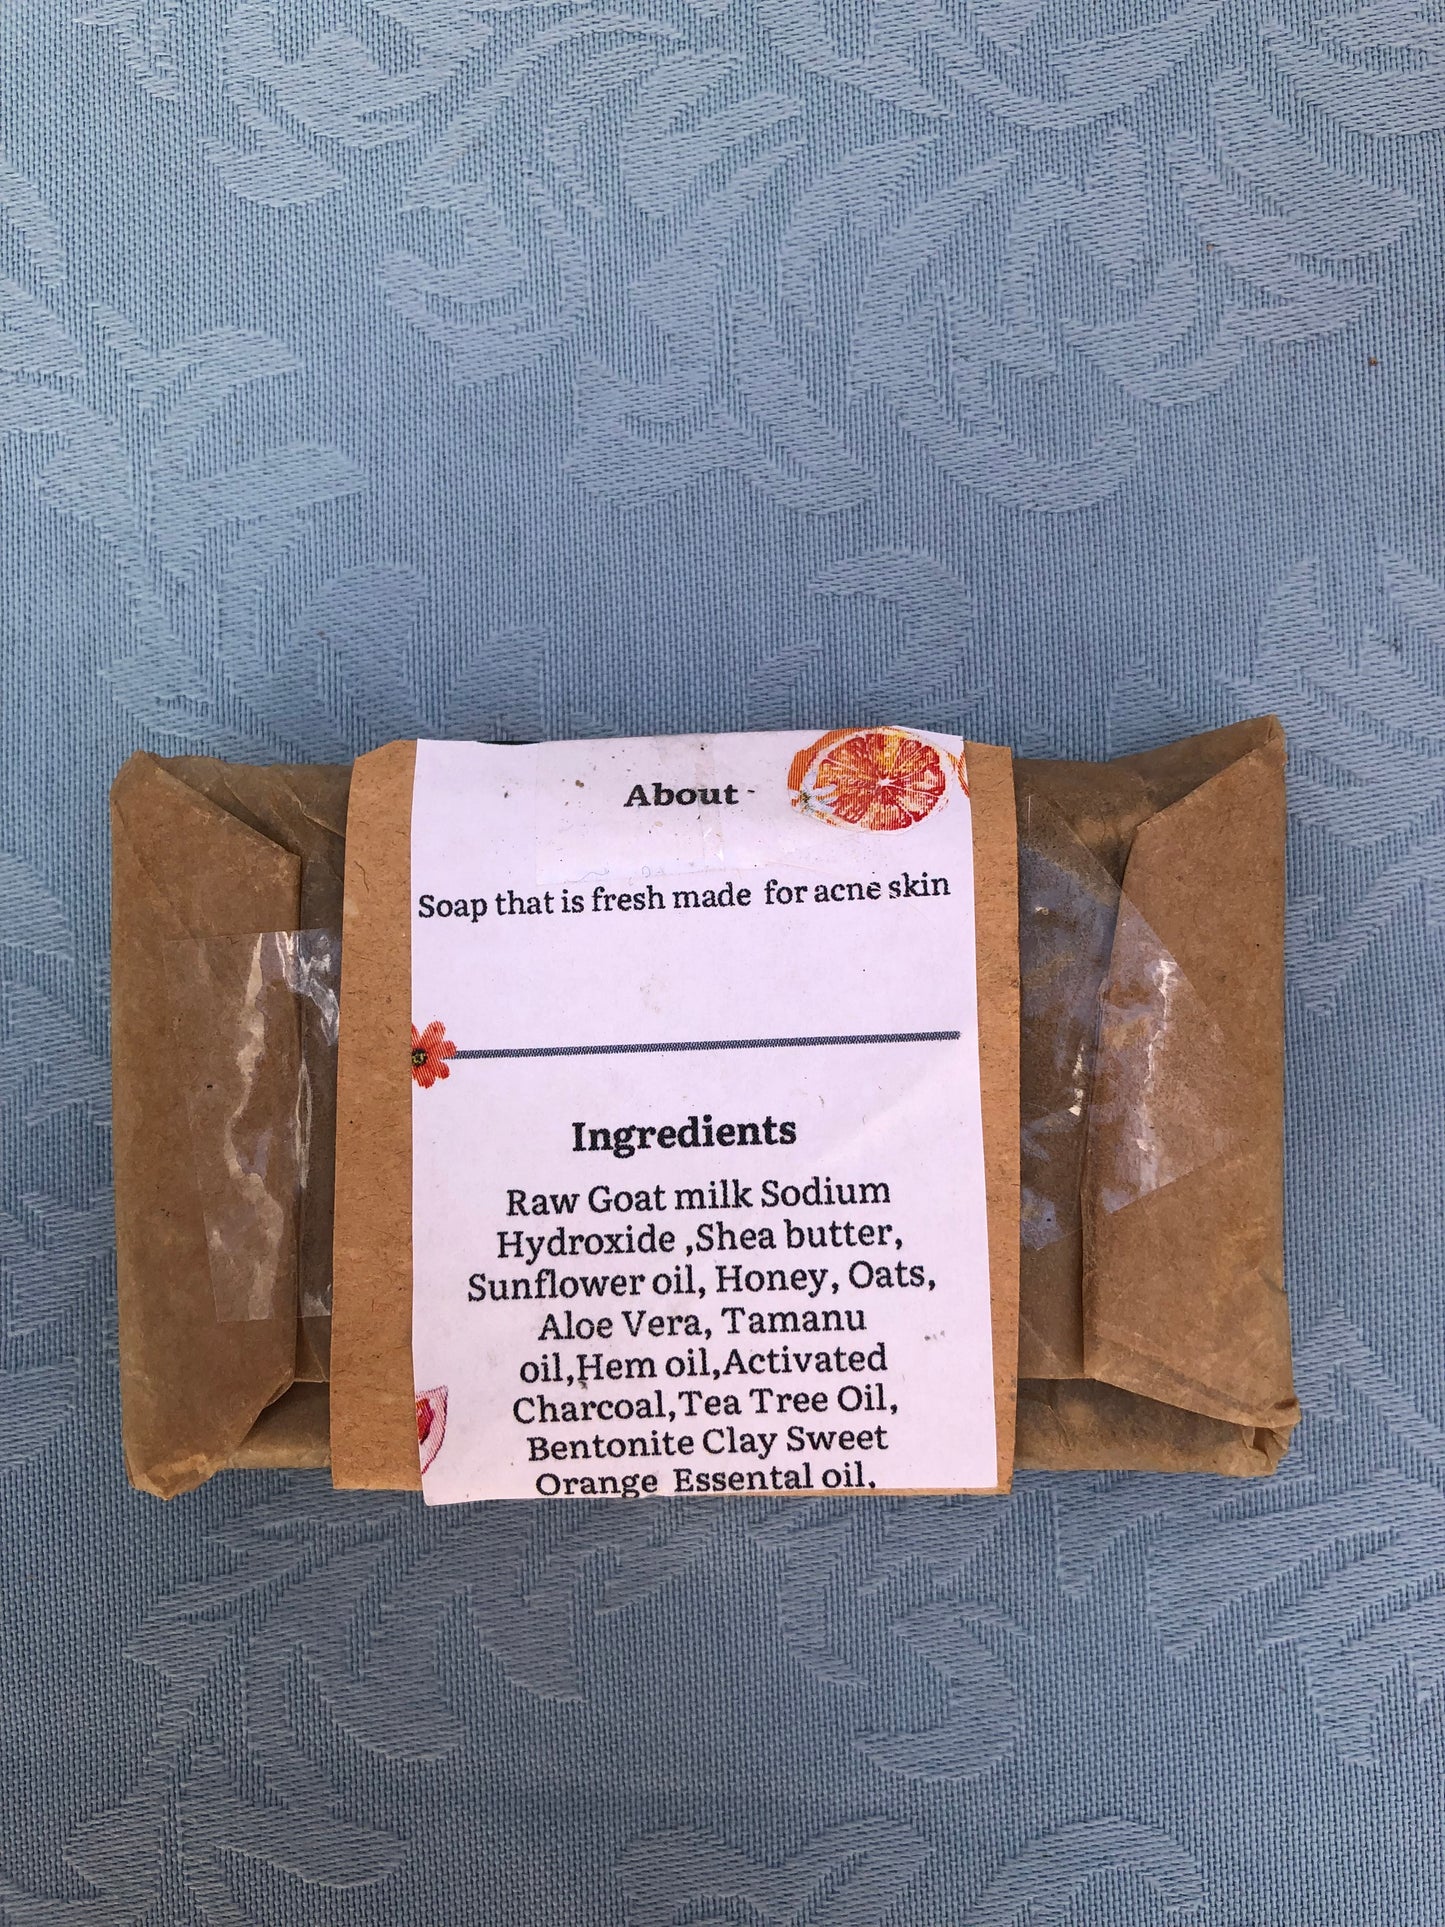 About -
Soap that is fresh made for acne skin
Ingredients
Raw Goat milk Sodium
Hydroxide ,Shea butter,
Sunflower oil, Honey, Oats,
Aloe Vera, Tamanu
oil,Hem oil,Activated
Charcoal,Tea Tree Oil,
Bentonite Clay Sweet
Orange Essental oil,